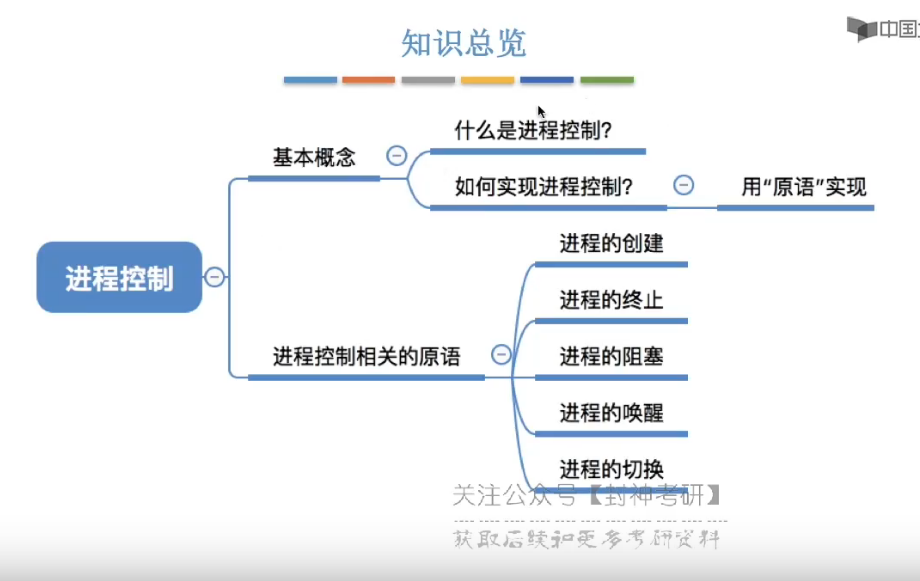 知识总览
中国
什么是进程控制?
基本概念
如何实现进程控制?
用“原语”实现
进程的创建
进程控制
进程的终止
进程控制相关的原语
进程的阻塞
进程的唤醒
进程的切换
关注公众号【封神考研】
获取后续和更多考研资料